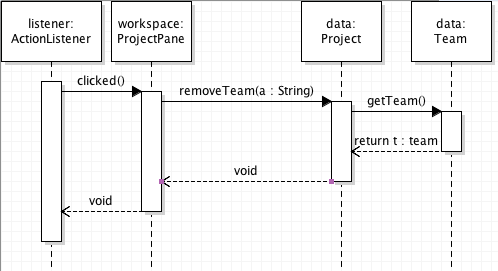 listener:
ActionListener
workspace:
ProjectPane
data:
Project
data:
Team
clicked()
removeTeam(a : String)
getTeam()
return t : team
void
void